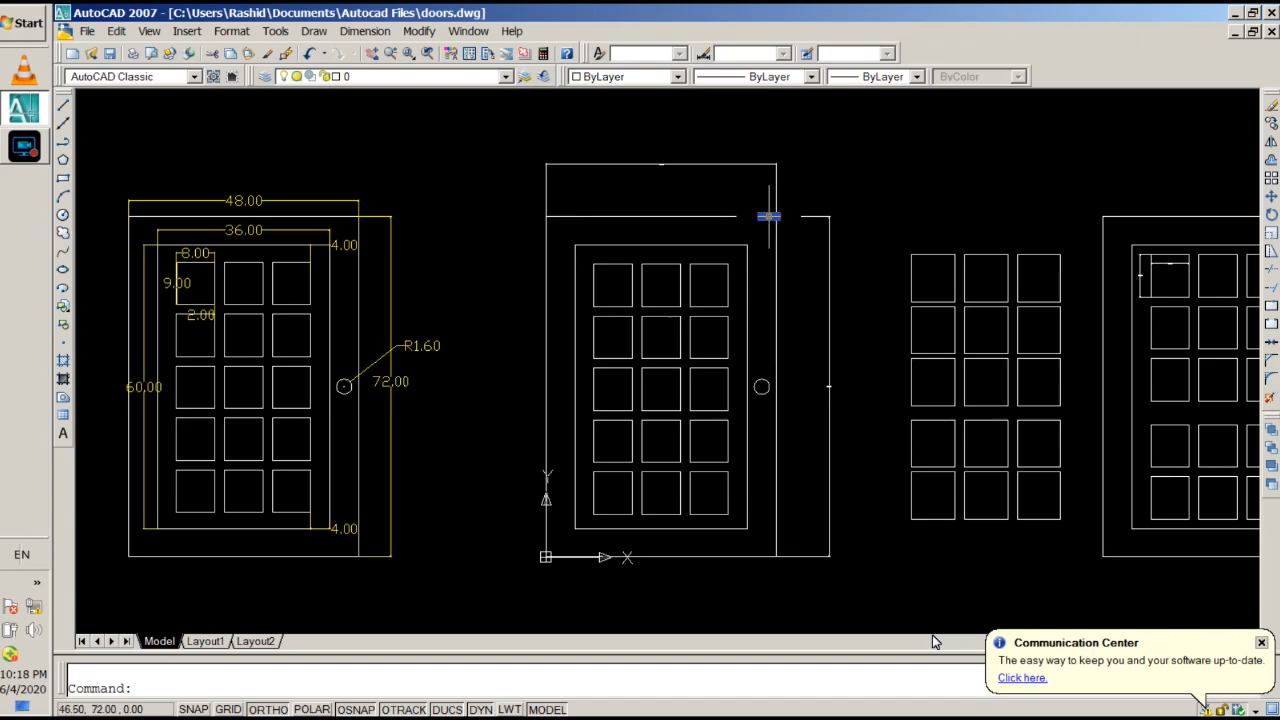 Start
AutoCAD 2007 - [C:\Users\Rashid\Documents\Autocad Files\doors.dwg]
File Edit View Insert Format Tools Draw Dimension Modify Window Help
AutoCAD Classic
0
ByLayer
ByLayer
ByLayer
ByColor
A
48.00
36.00
4.00
8.00
9.00
2.00
R1.60
60.00
72.00
4.00
Y
X
EN
»
10:18 PM
6/4/2020
Model Layout1 Layout2
Communication Center
The easy way to keep you and your software up-to-date.
Click here.
Command:
46.50, 72.00 , 0.00
SNAP GRID ORTHO POLAR OSNAP OTRACK DUCS DYN LWT MODEL